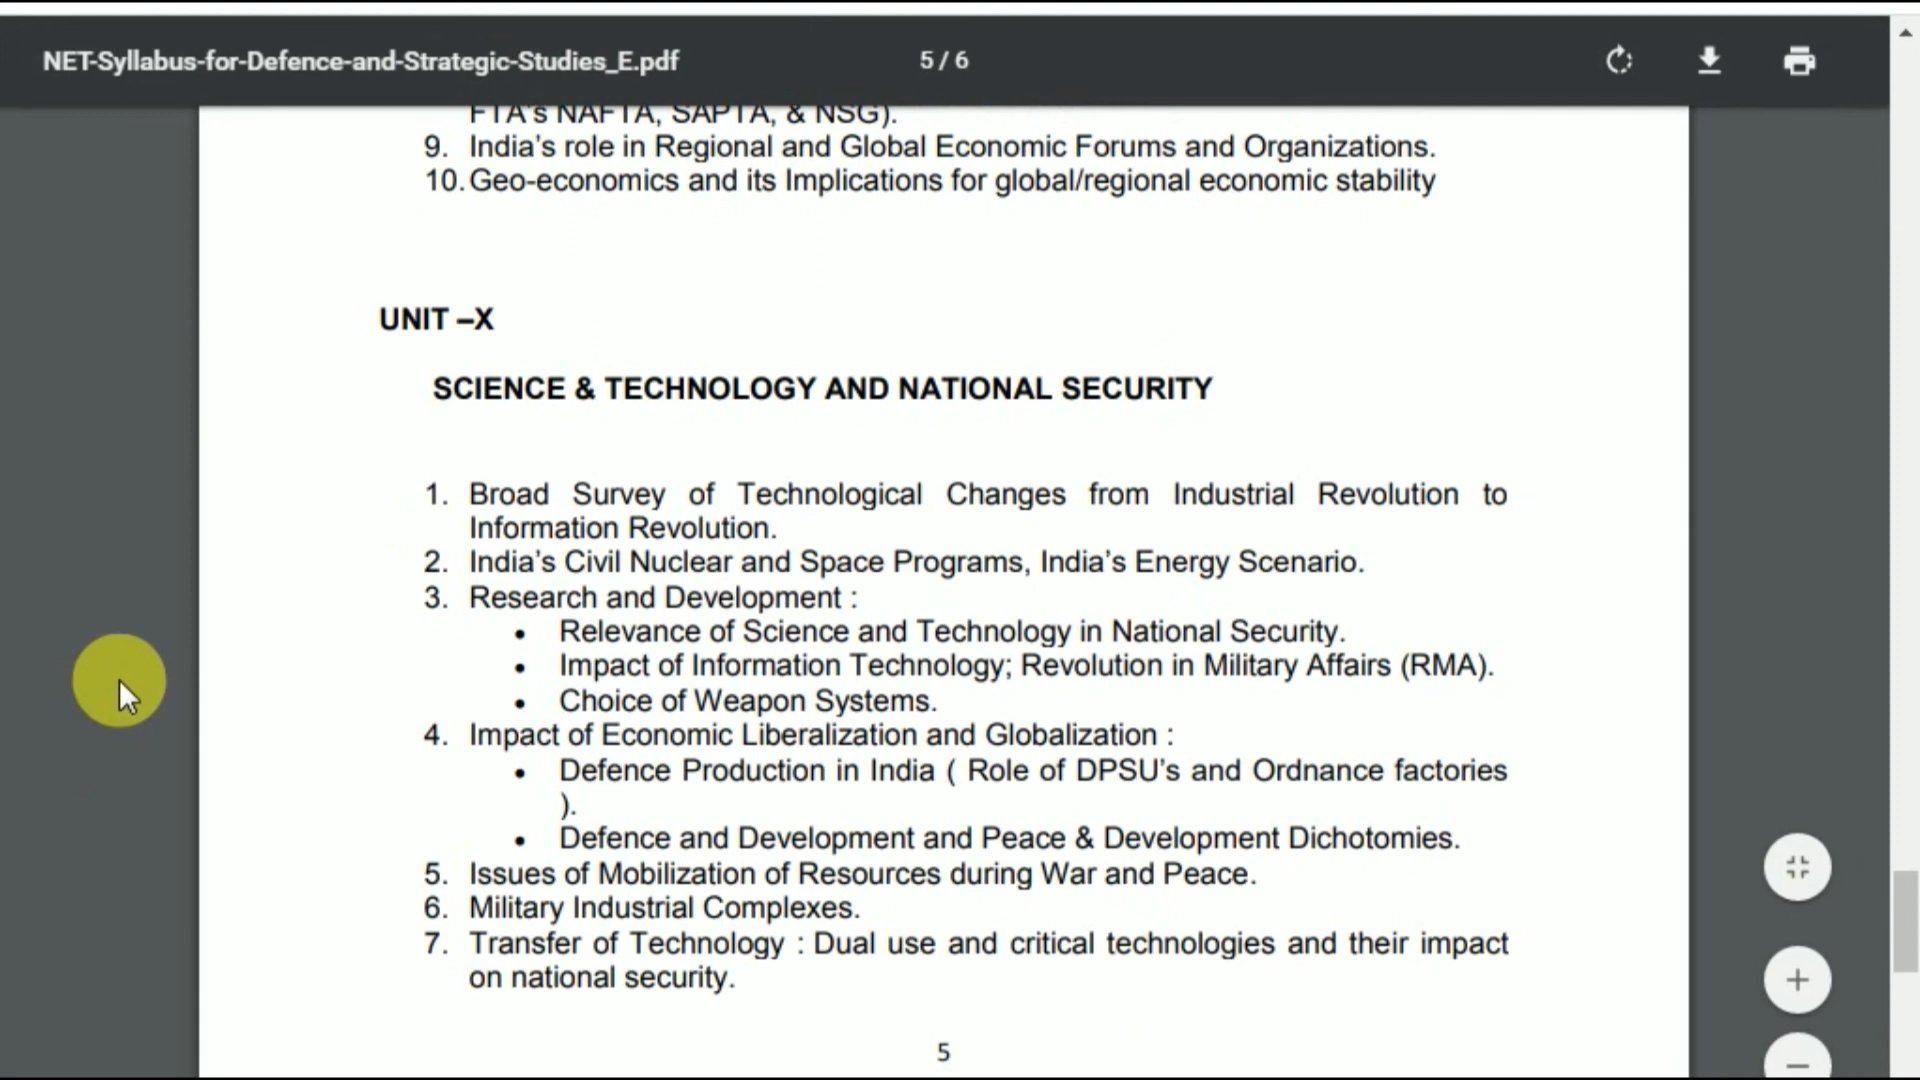 NET-Syllabus-for-Defence-and-Strategic-Studies_E.pdf 5 / 6
FTA's NAFTA, SAPTA, & NSG).
9. India's role in Regional and Global Economic Forums and Organizations.
10. Geo-economics and its Implications for global/regional economic stability
UNIT –X
SCIENCE & TECHNOLOGY AND NATIONAL SECURITY
1. Broad Survey of Technological Changes from Industrial Revolution to
Information Revolution.
2. India's Civil Nuclear and Space Programs, India's Energy Scenario.
3. Research and Development :
• Relevance of Science and Technology in National Security.
• Impact of Information Technology; Revolution in Military Affairs (RMA).
• Choice of Weapon Systems.
4. Impact of Economic Liberalization and Globalization :
• Defence Production in India ( Role of DPSU's and Ordnance factories
).
• Defence and Development and Peace & Development Dichotomies.
5. Issues of Mobilization of Resources during War and Peace.
6. Military Industrial Complexes.
7. Transfer of Technology : Dual use and critical technologies and their impact
on national security.
5